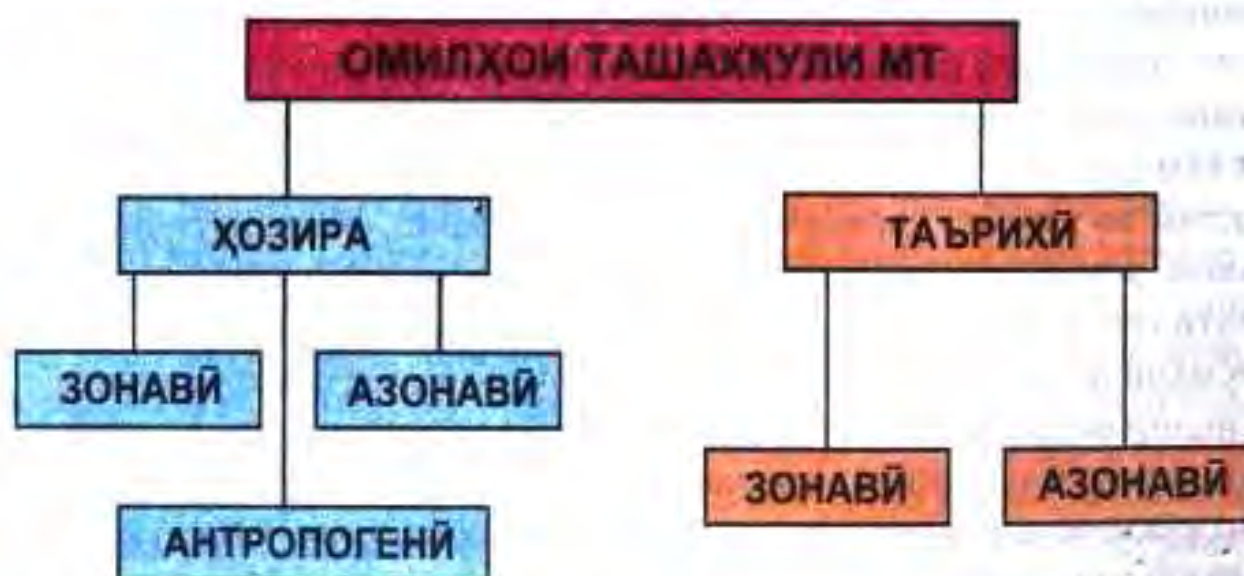 ОМИЛҲОИ ТАШАККУЛИ МТ
ҲОЗИРА
ТАЪРИХӢ
ЗОНАВӢ
АЗОНАВӢ
АНТРОПОГЕНӢ
ЗОНАВӢ
АЗОНАВӢ